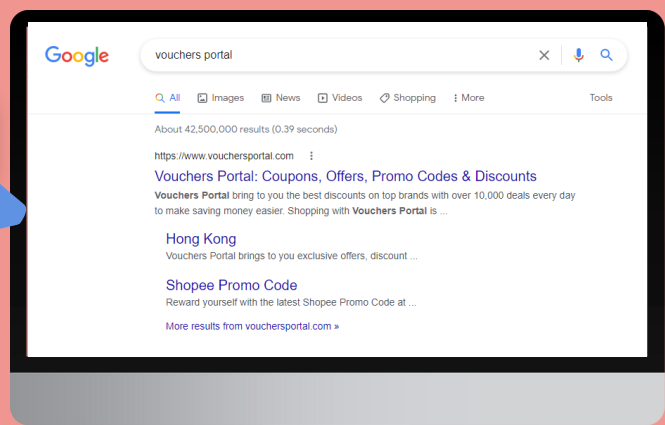 Google
vouchers portal
All Images News Videos Shopping More Tools
About 42,500,000 results (0.39 seconds)
https://www.vouchersportal.com
Vouchers Portal: Coupons, Offers, Promo Codes & Discounts
Vouchers Portal bring to you the best discounts on top brands with over 10,000 deals every day
to make saving money easier. Shopping with Vouchers Portal is ...
Hong Kong
Vouchers Portal brings to you exclusive offers, discount ...
Shopee Promo Code
Reward yourself with the latest Shopee Promo Code at ...
More results from vouchersportal.com »